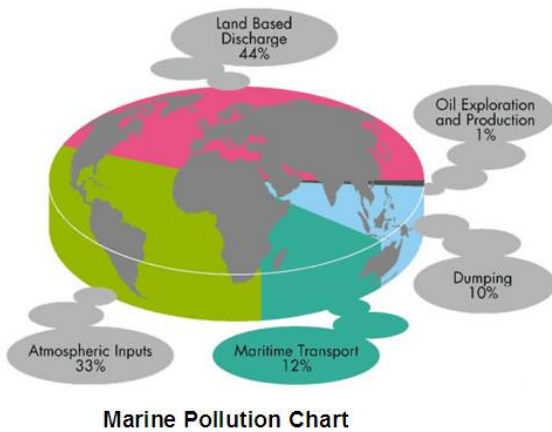 Land Based
Discharge
44%
Oil Exploration
and Production
1%
Dumping
10%
Maritime Transport
12%
Atmospheric Inputs
33%
Marine Pollution Chart